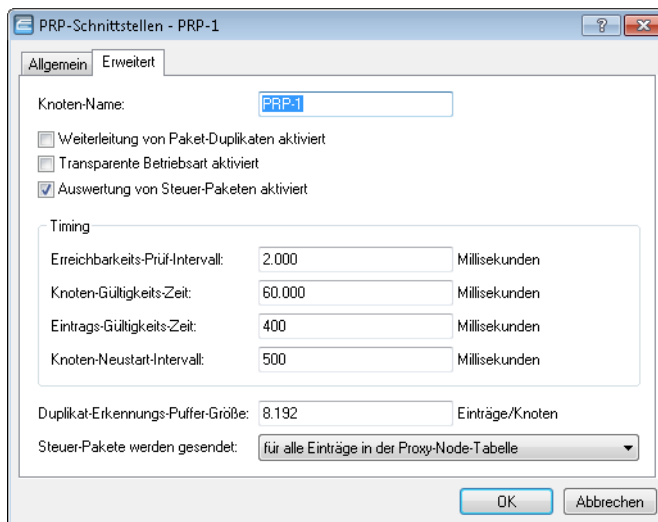 PRP-Schnittstellen - PRP-1
Allgemein Erweitert
Knoten-Name: PRP-1
Weiterleitung von Paket-Duplikaten aktiviert
Transparente Betriebsart aktiviert
Auswertung von Steuer-Paketen aktiviert
Timing
Erreichbarkeits-Prüf-Intervall: 2.000 Millisekunden
Knoten-Gültigkeits-Zeit: 60.000 Millisekunden
Eintrags-Gültigkeits-Zeit: 400 Millisekunden
Knoten-Neustart-Intervall: 500 Millisekunden
Duplikat-Erkennungs-Puffer-Größe: 8.192 Einträge/Knoten
Steuer-Pakete werden gesendet: für alle Einträge in der Proxy-Node-Tabelle
OK Abbrechen